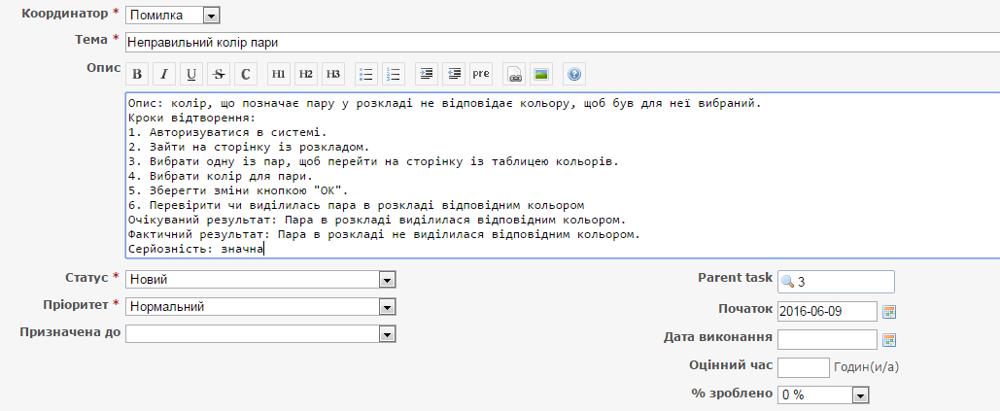 Координатор * Помилка
Тема * Неправильний колір пари
Опис B I U S C H1 H2 H3 pre
Опис: колір, що позначає пару у розкладі не відповідає кольору, щоб був для неї вибраний.
Кроки відтворення:
1. Авторизуватися в системі.
2. Зайти на сторінку із розкладом.
3. Вибрати одну із пар, щоб перейти на сторінку із таблицею кольорів.
4. Вибрати колір для пари.
5. Зберегти зміни кнопкою "ОК".
6. Перевірити чи виділилась пара в розкладі відповідним кольором
Очікуваний результат: Пара в розкладі виділилася відповідним кольором.
Фактичний результат: Пара в розкладі не виділилася відповідним кольором.
Серйозність: значна
Статус * Новий
Пріоритет * Нормальний
Призначена до
Parent task 3
Початок 2016-06-09
Дата виконання
Оцінний час Годин(и/а)
% зроблено 0 %